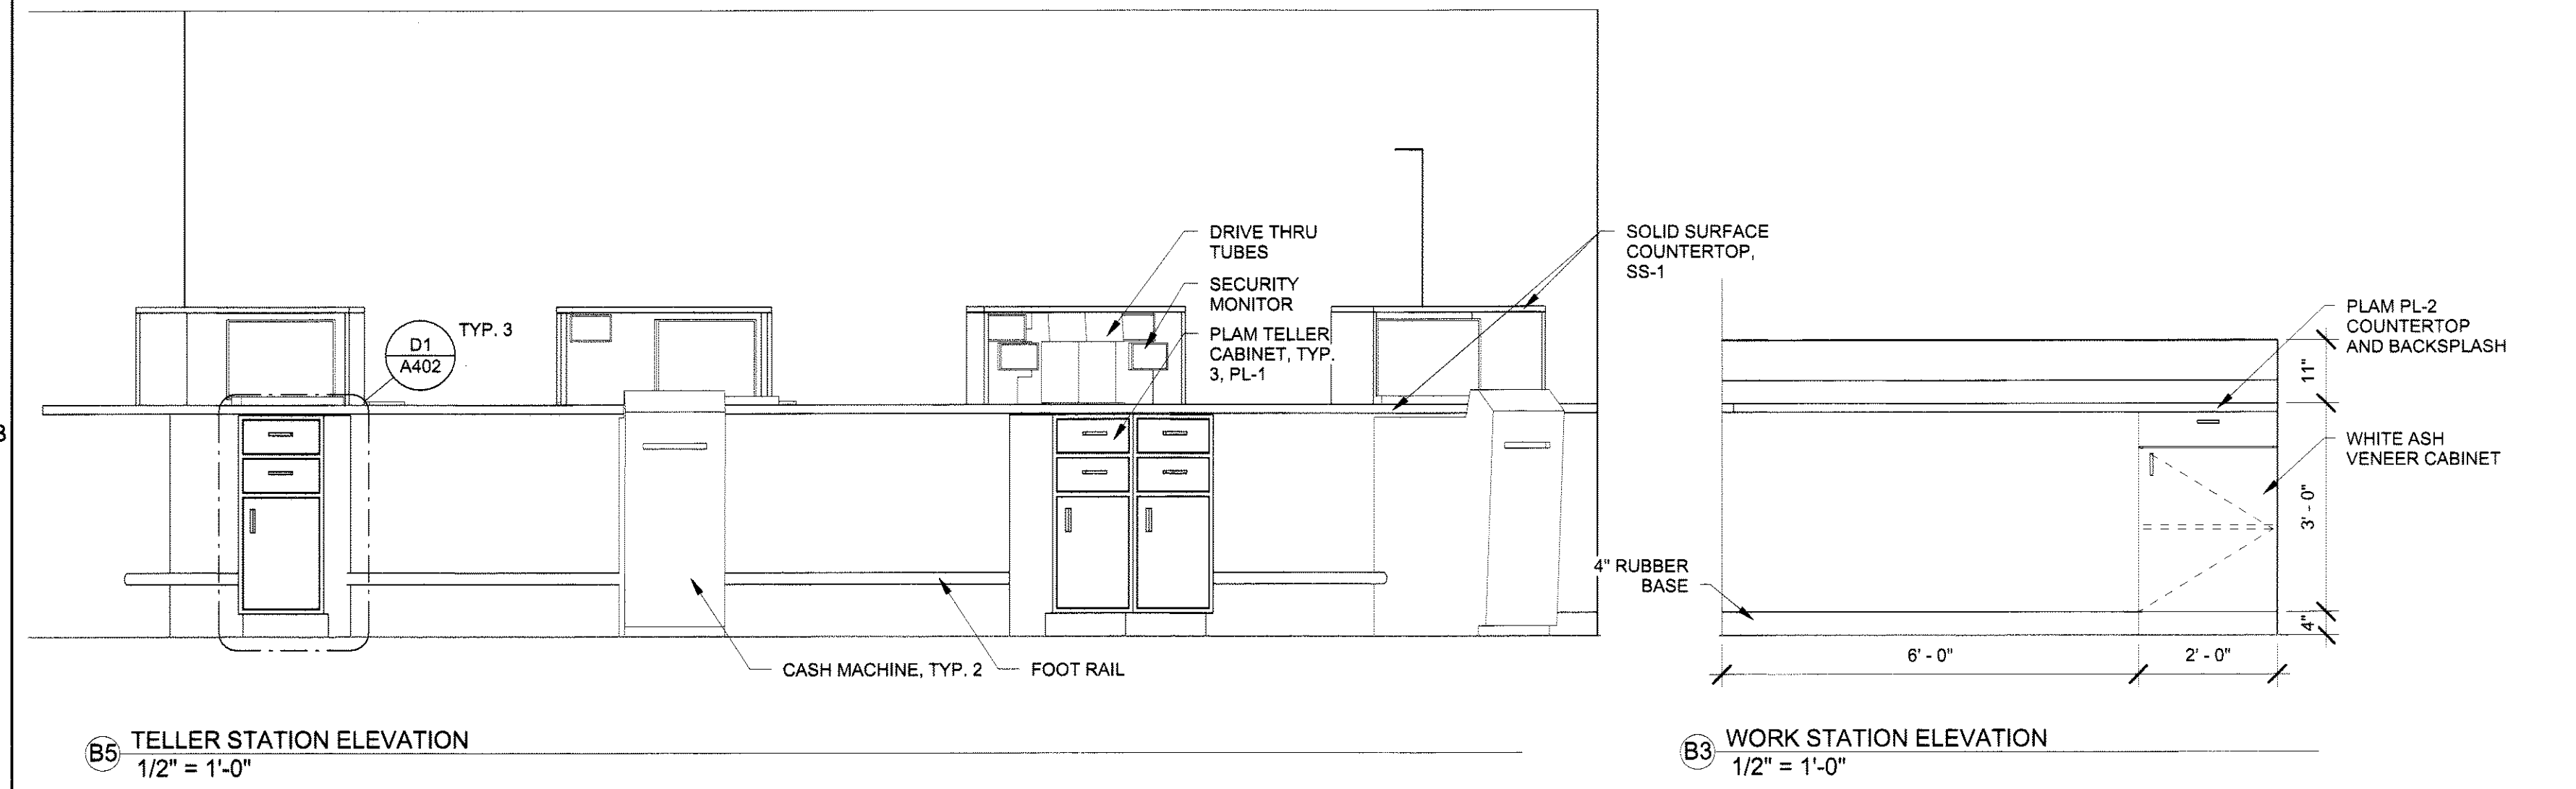 DRIVE THRU
TUBES
SECURITY
MONITOR
PLAM TELLER
CABINET, TYP.
3, PL-1
SOLID SURFACE
COUNTERTOP,
SS-1
D1
A402
TYP. 3
CASH MACHINE, TYP. 2
FOOT RAIL
B5
TELLER STATION ELEVATION
1/2" = 1'-0"
PLAM PL-2
COUNTERTOP
AND BACKSPLASH
WHITE ASH
VENEER CABINET
11"
3' - 0"
4"
4" RUBBER
BASE
6' - 0"
2' - 0"
B3
WORK STATION ELEVATION
1/2" = 1'-0"